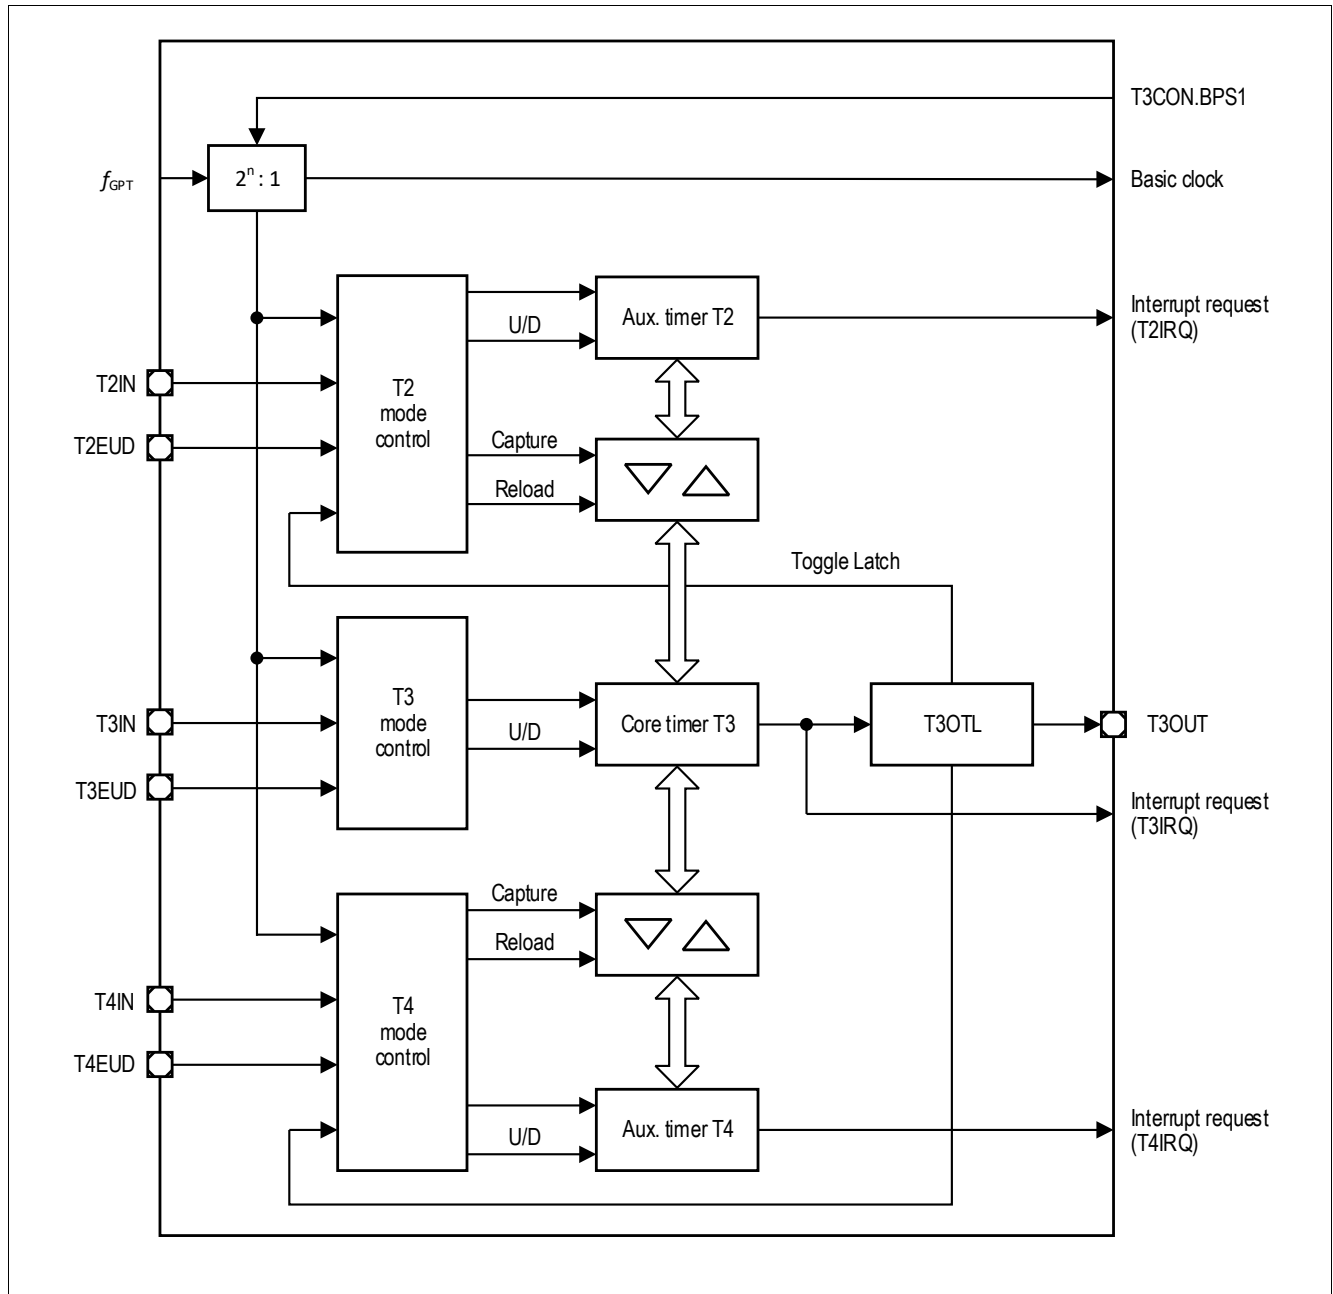 T3CON.BPS1
fGPT
2n : 1
Basic clock
T2IN
T2EUD
T2
mode
control
U/D
Capture
Reload
Aux. timer T2
Interrupt request
(T2IRQ)
Toggle Latch
T3IN
T3EUD
T3
mode
control
U/D
Core timer T3
T3OTL
T3OUT
Interrupt request
(T3IRQ)
T4IN
T4EUD
T4
mode
control
Capture
Reload
U/D
Aux. timer T4
Interrupt request
(T4IRQ)